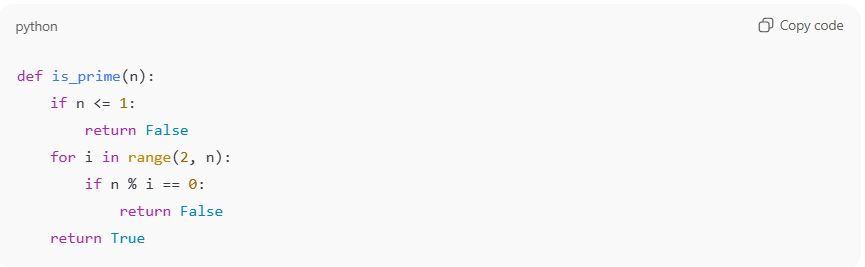 python Copy code
def is_prime(n):
    if n <= 1:
        return False
    for i in range(2, n):
        if n % i == 0:
            return False
    return True